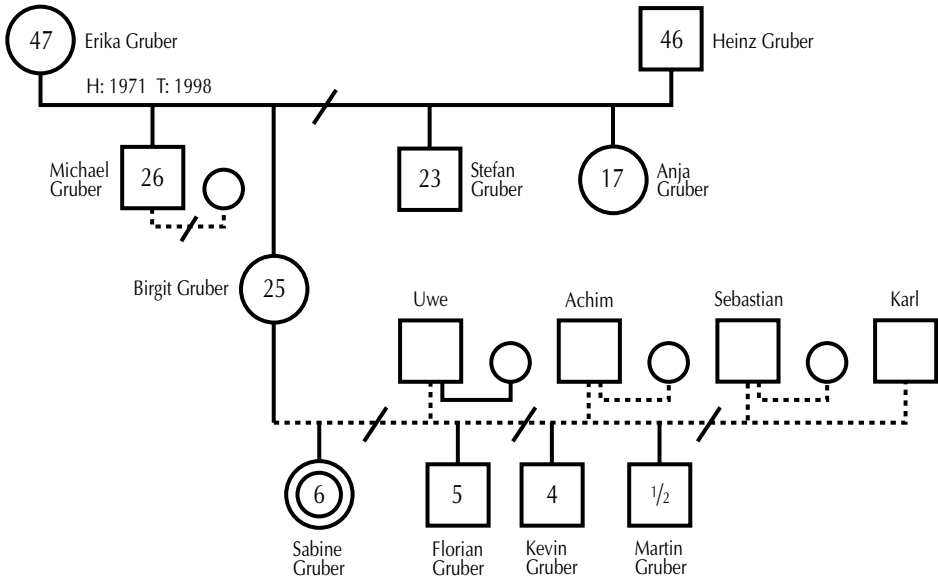 47
Erika Gruber
46
Heinz Gruber
H: 1971 T: 1998
Michael
Gruber
26
23
Stefan
Gruber
17
Anja
Gruber
Birgit Gruber
25
Uwe
Achim
Sebastian
Karl
6
5
4
1/2
Sabine
Gruber
Florian
Gruber
Kevin
Gruber
Martin
Gruber